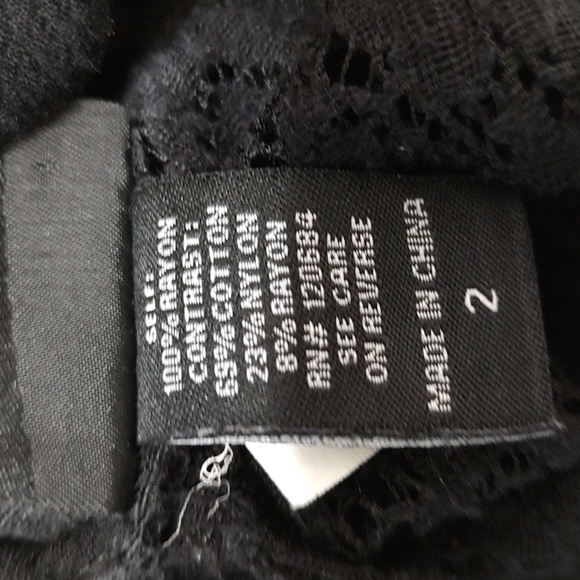 100% RAYON
CONTRAST:
69% COTTON
23% NYLON
8% RAYON
RN# 120684
SEE CARE
ON REVERSE
MADE IN CHINA
2